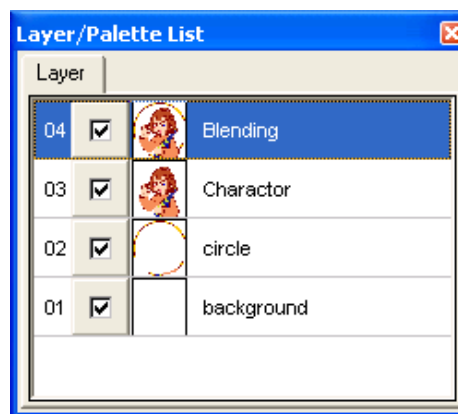 Layer/Palette List
Layer
04 Blending
03 Charactor
02 circle
01 background